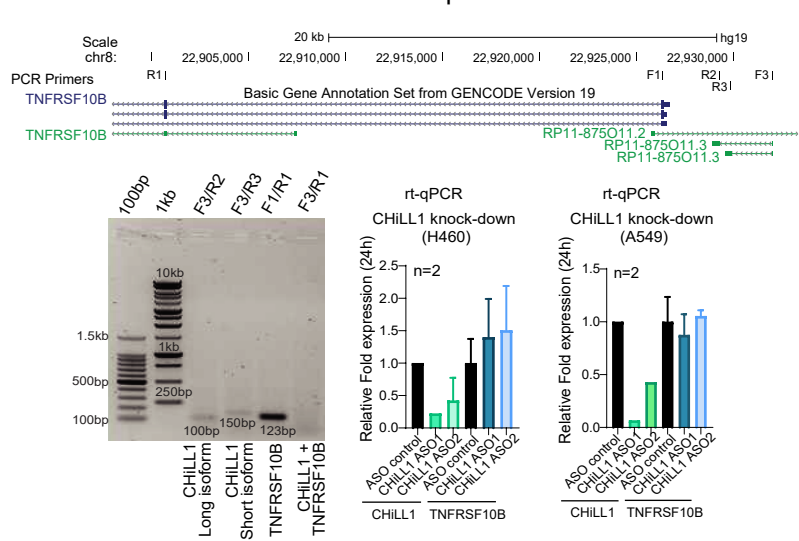 20 kb
hg19
Scale
chr8:
22,905,000
22,910,000
22,915,000
22,920,000
22,925,000
22,930,000
PCR Primers
R1
F1
R2
F3
R3
Basic Gene Annotation Set from GENCODE Version 19
TNFRSF10B
TNFRSF10B
RP11-875O11.2
RP11-875O11.3
RP11-875O11.3
100bp
1kb
F3/R2
F3/R3
F1/R1
F3/R1
10kb
1.5kb
1kb
500bp
250bp
100bp
100bp
150bp
123bp
CHiLL1
Long isoform
CHiLL1
Short isoform
TNFRSF10B
CHiLL1 +
TNFRSF10B
rt-qPCR
CHiLL1 knock-down
(H460)
n=2
Relative Fold expression (24h)
2.5
2.0
1.5
1.0
0.5
0.0
ASO control
CHiLL1 ASO1
CHiLL1 ASO2
ASO control
CHiLL1 ASO1
CHiLL1 ASO2
CHiLL1
TNFRSF10B
rt-qPCR
CHiLL1 knock-down
(A549)
n=2
Relative Fold expression (24h)
1.5
1.0
0.5
0.0
ASO control
CHiLL1 ASO1
CHiLL1 ASO2
ASO control
CHiLL1 ASO1
CHiLL1 ASO2
CHiLL1
TNFRSF10B